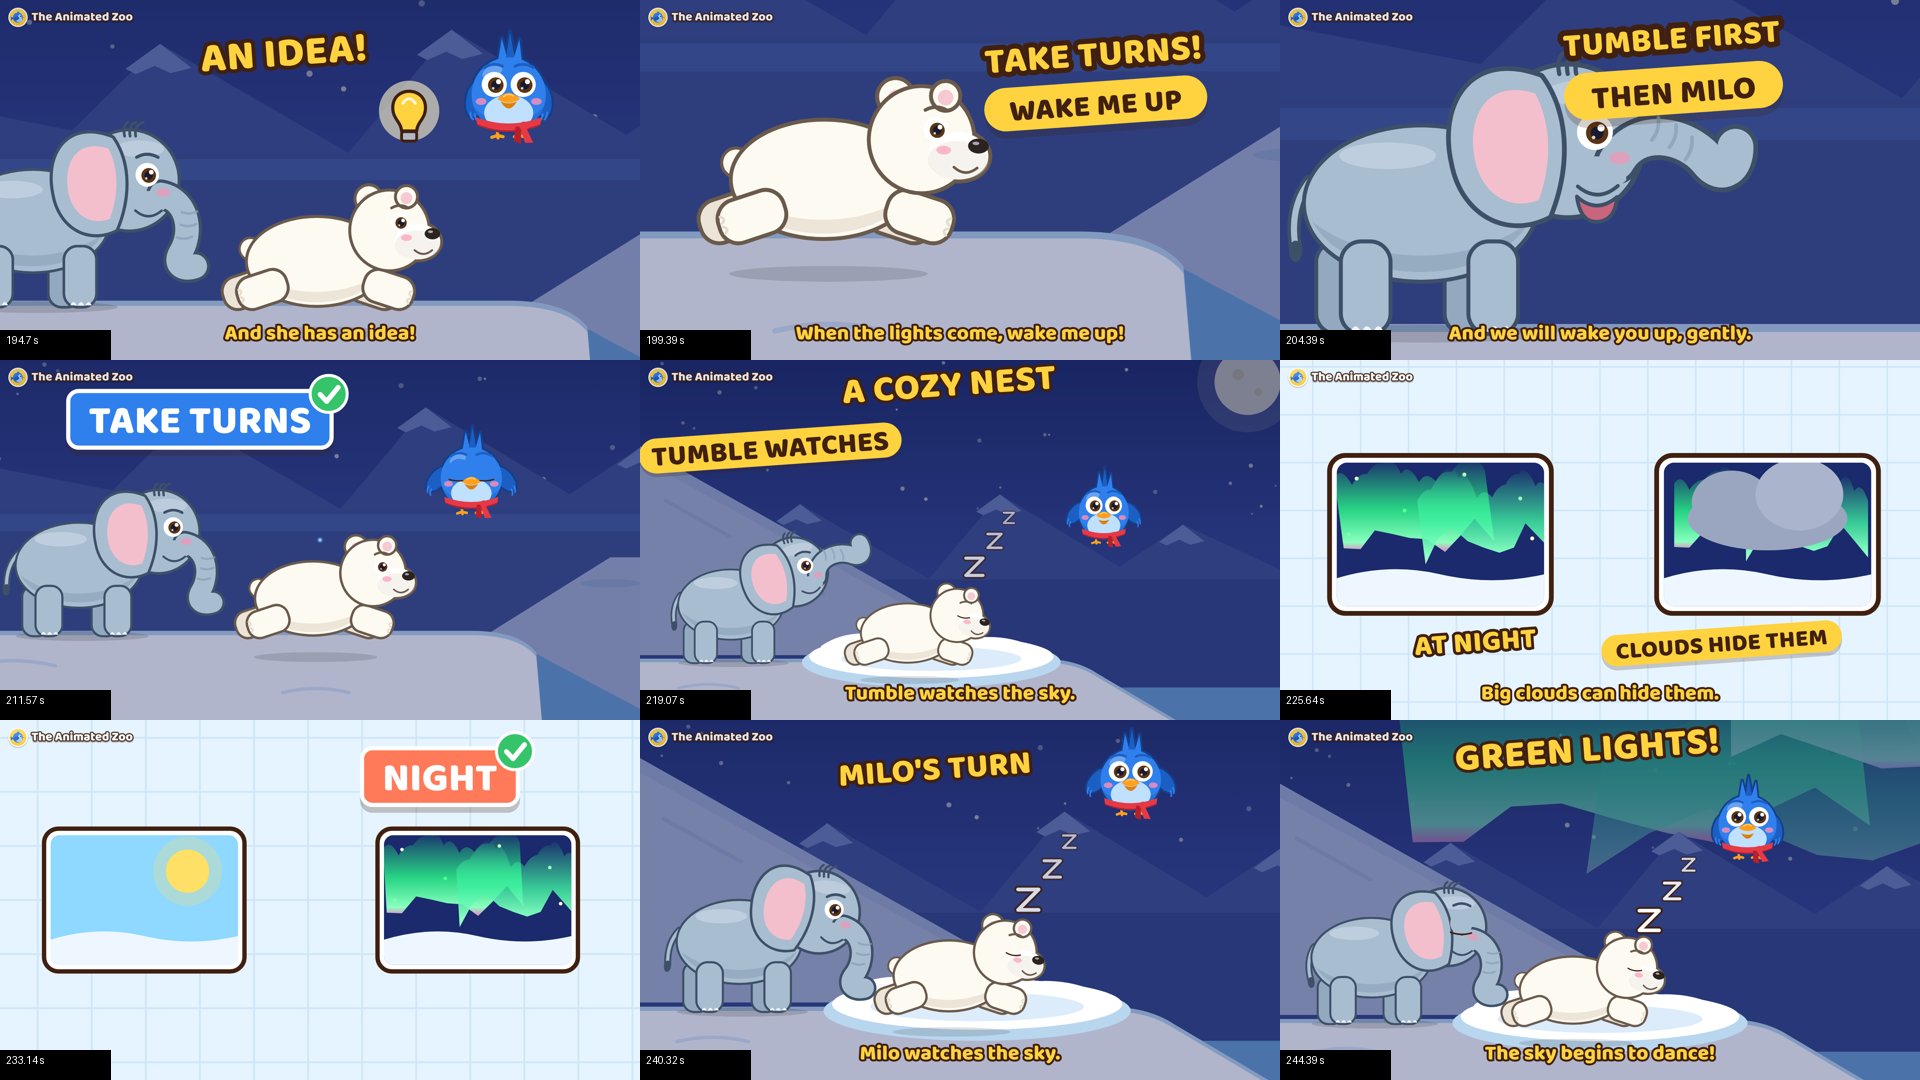 The Animated Zoo
AN IDEA!
And she has an idea!
194.7 s
The Animated Zoo
TAKE TURNS!
WAKE ME UP
When the lights come, wake me up!
199.39 s
The Animated Zoo
TUMBLE FIRST
THEN MILO
And we will wake you up, gently.
204.39 s
The Animated Zoo
TAKE TURNS
211.57 s
The Animated Zoo
A COZY NEST
TUMBLE WATCHES
Z
Z
Z
Tumble watches the sky.
219.07 s
The Animated Zoo
AT NIGHT
CLOUDS HIDE THEM
Big clouds can hide them.
225.64 s
The Animated Zoo
NIGHT
233.14 s
The Animated Zoo
MILO'S TURN
Z
Z
Z
Milo watches the sky.
240.32 s
The Animated Zoo
GREEN LIGHTS!
Z
Z
Z
The sky begins to dance!
244.39 s